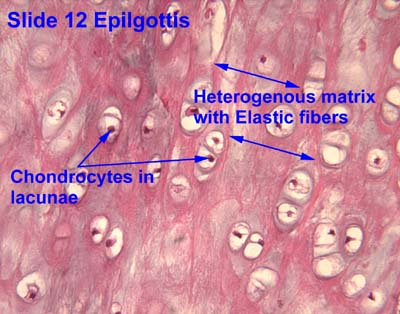 Slide 12 Epilgottis
Heterogenous matrix
with Elastic fibers
Chondrocytes in
lacunae